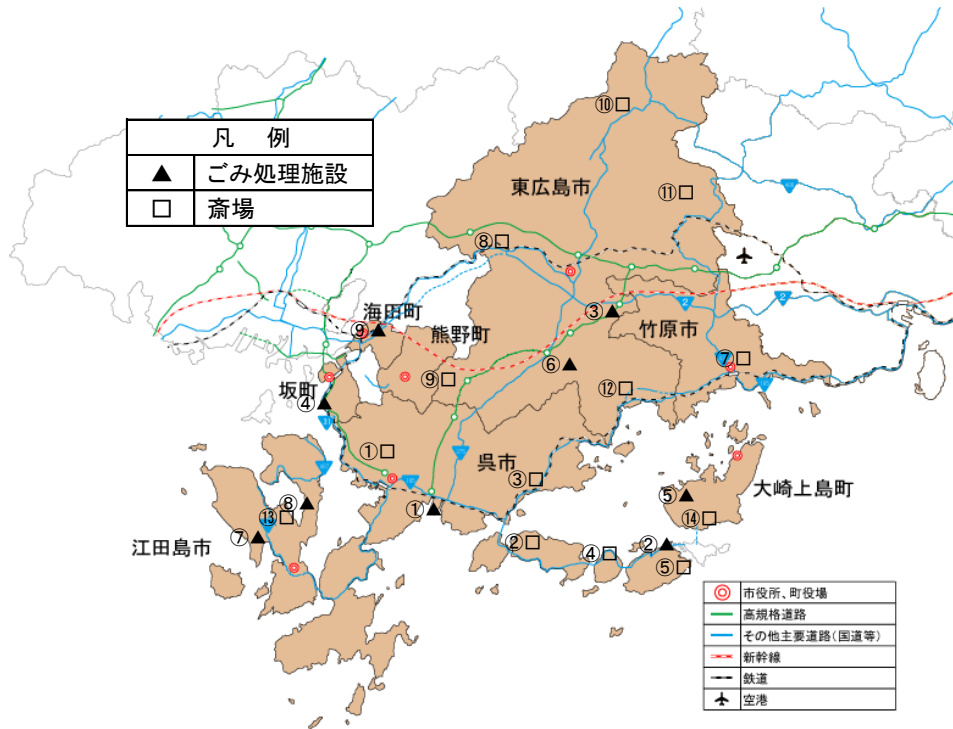 凡 例
▲ ごみ処理施設
□ 斎場
⑩
東広島市
⑪
⑧
海田町
⑨
熊野町
③
2
2
竹原市
⑦
⑥
⑨
⑫
坂町
④
31
①
呉市
185
③
大崎上島町
⑤
⑭
⑧
⑬
⑦
①
江田島市
②
④
②
⑤
市役所、町役場
高規格道路
その他主要道路(国道等)
新幹線
鉄道
空港